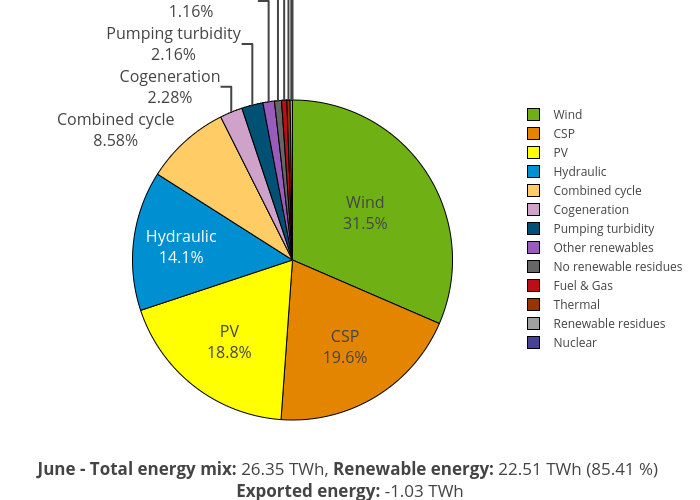 1.16%
Pumping turbidity
2.16%
Cogeneration
2.28%
Combined cycle
8.58%
Wind
31.5%
Hydraulic
14.1%
PV
18.8%
CSP
19.6%
Wind
CSP
PV
Hydraulic
Combined cycle
Cogeneration
Pumping turbidity
Other renewables
No renewable residues
Fuel & Gas
Thermal
Renewable residues
Nuclear
June - Total energy mix: 26.35 TWh, Renewable energy: 22.51 TWh (85.41 %)
Exported energy: -1.03 TWh